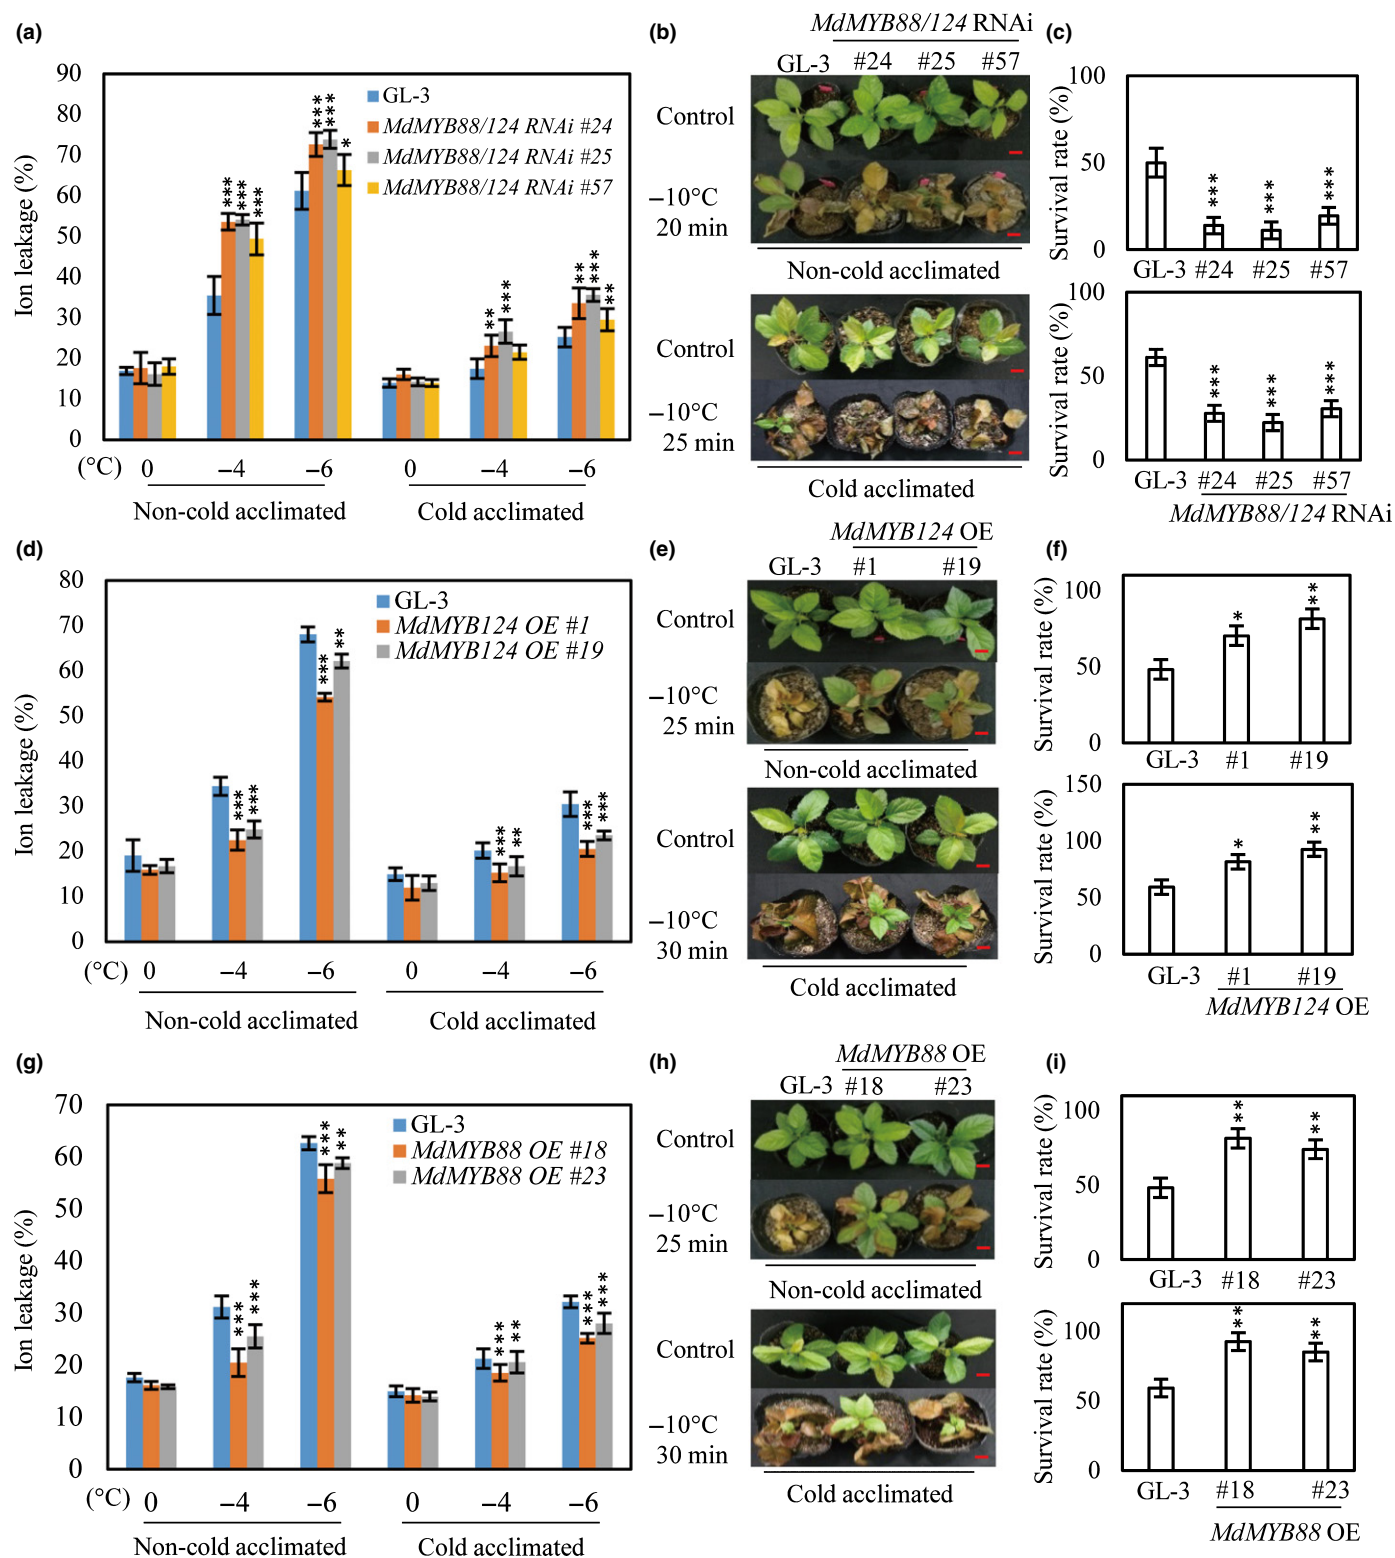 (a)
90
80
70
60
50
40
30
20
10
0
Ion leakage (%)
GL-3
MdMYB88/124 RNAi #24
MdMYB88/124 RNAi #25
MdMYB88/124 RNAi #57
*** *** ***
*** *** *
** ***
** *** **
(°C) 0 –4 –6 0 –4 –6
Non-cold acclimated Cold acclimated
(b)
MdMYB88/124 RNAi
GL-3 #24 #25 #57
Control
–10°C
20 min
Non-cold acclimated
Control
–10°C
25 min
Cold acclimated
(c)
100
50
0
Survival rate (%)
*** *** ***
GL-3 #24 #25 #57
100
50
0
Survival rate (%)
*** *** ***
GL-3 #24 #25 #57
MdMYB88/124 RNAi
(d)
80
70
60
50
40
30
20
10
0
Ion leakage (%)
GL-3
MdMYB124 OE #1
MdMYB124 OE #19
*** ***
*** **
*** **
*** ***
(°C) 0 –4 –6 0 –4 –6
Non-cold acclimated Cold acclimated
(e)
MdMYB124 OE
GL-3 #1 #19
Control
–10°C
25 min
Non-cold acclimated
Control
–10°C
30 min
Cold acclimated
(f)
100
50
0
Survival rate (%)
* **
GL-3 #1 #19
150
100
50
0
Survival rate (%)
* **
GL-3 #1 #19
MdMYB124 OE
(g)
70
60
50
40
30
20
10
0
Ion leakage (%)
GL-3
MdMYB88 OE #18
MdMYB88 OE #23
*** ***
*** **
*** **
*** ***
(°C) 0 –4 –6 0 –4 –6
Non-cold acclimated Cold acclimated
(h)
MdMYB88 OE
GL-3 #18 #23
Control
–10°C
25 min
Non-cold acclimated
Control
–10°C
30 min
Cold acclimated
(i)
100
50
0
Survival rate (%)
** **
GL-3 #18 #23
100
50
0
Survival rate (%)
** **
GL-3 #18 #23
MdMYB88 OE